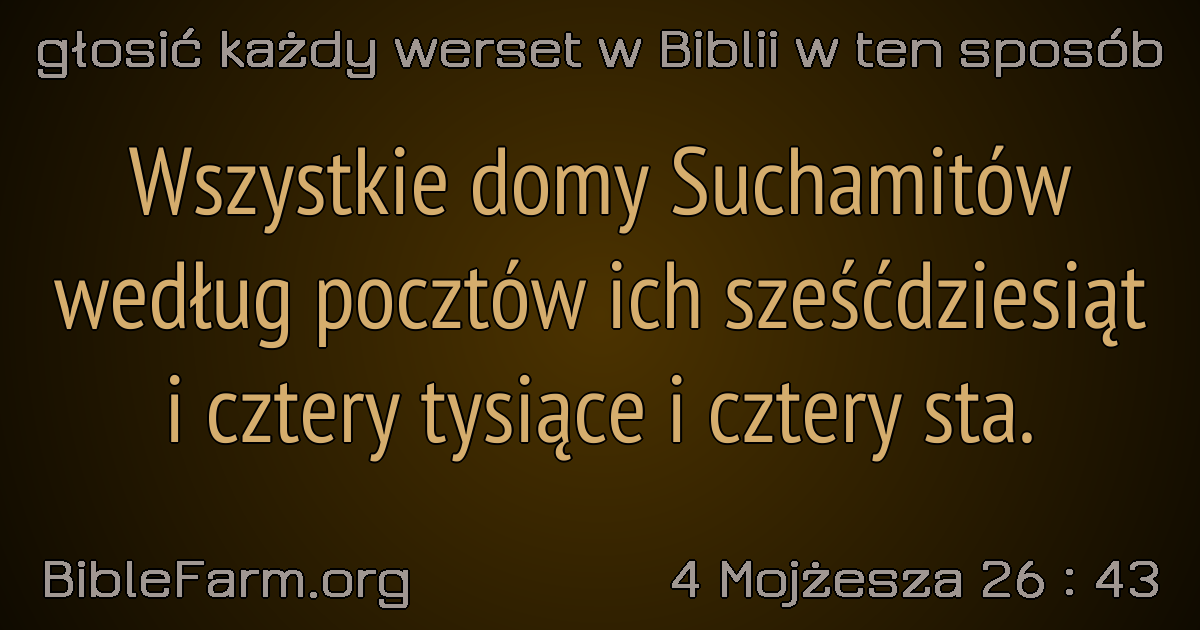 głosić każdy werset w Biblii w ten sposób
Wszystkie domy Suchamitów
według pocztów ich sześćdziesiąt
i cztery tysiące i cztery sta.
BibleFarm.org
4 Mojżesza 26 : 43